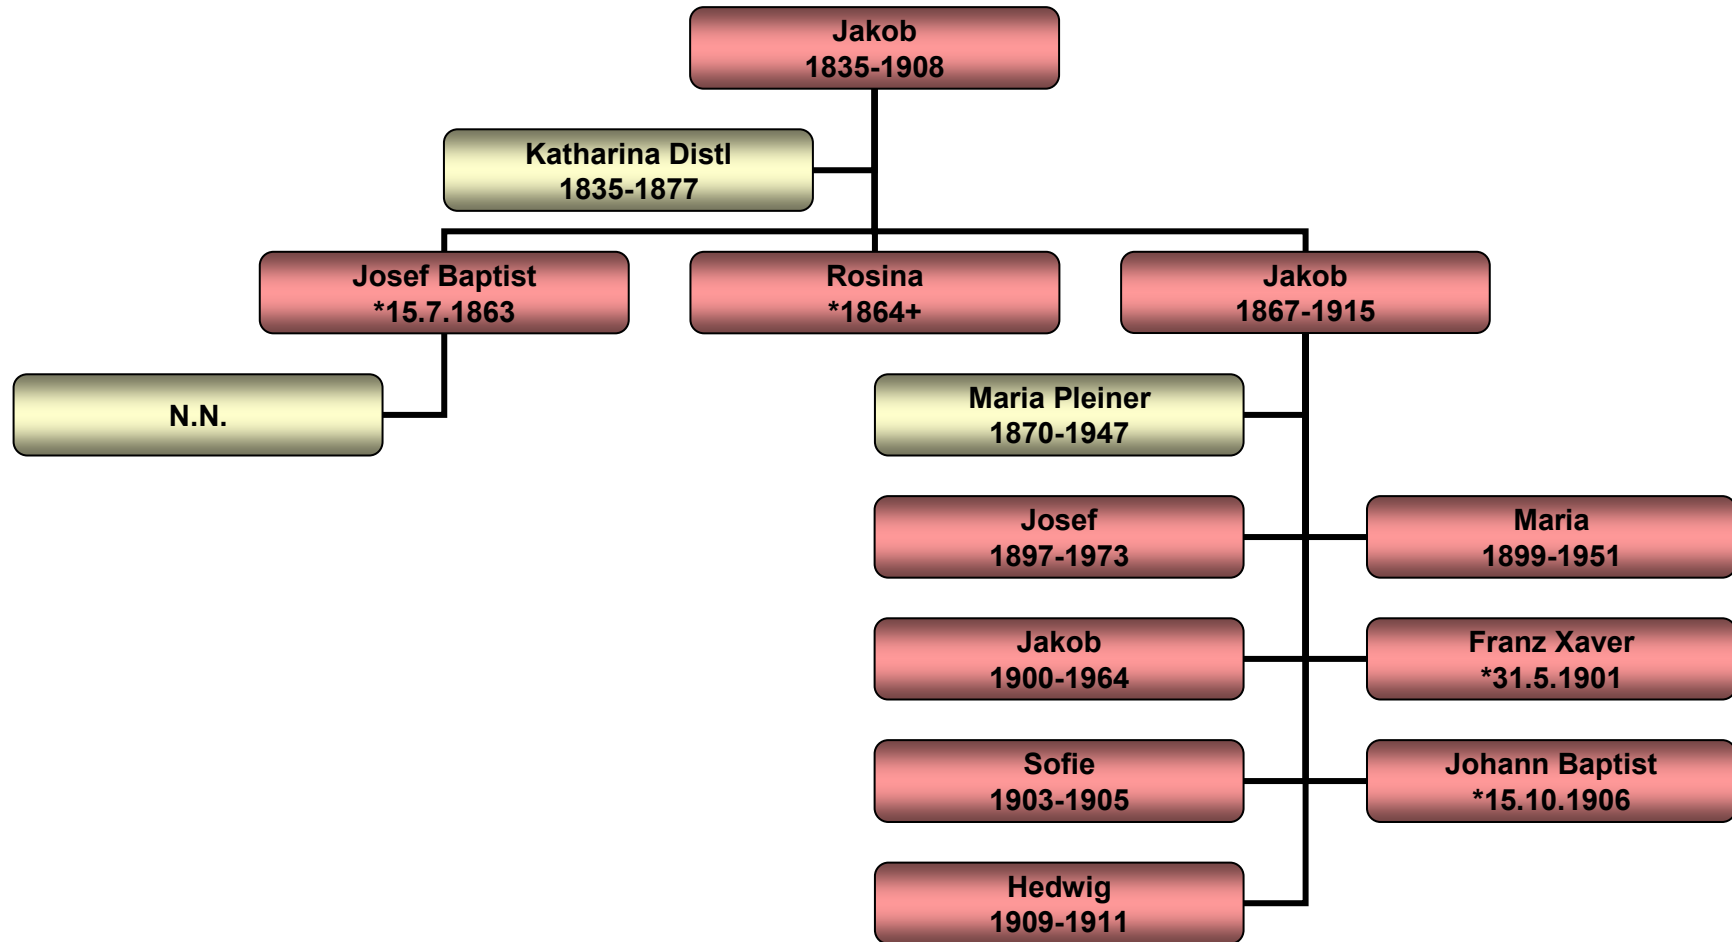 Jakob
1835-1908
Katharina Distl
1835-1877
Josef Baptist
*15.7.1863
Rosina
*1864+
Jakob
1867-1915
N.N.
Maria Pleiner
1870-1947
Josef
1897-1973
Maria
1899-1951
Jakob
1900-1964
Franz Xaver
*31.5.1901
Sofie
1903-1905
Johann Baptist
*15.10.1906
Hedwig
1909-1911